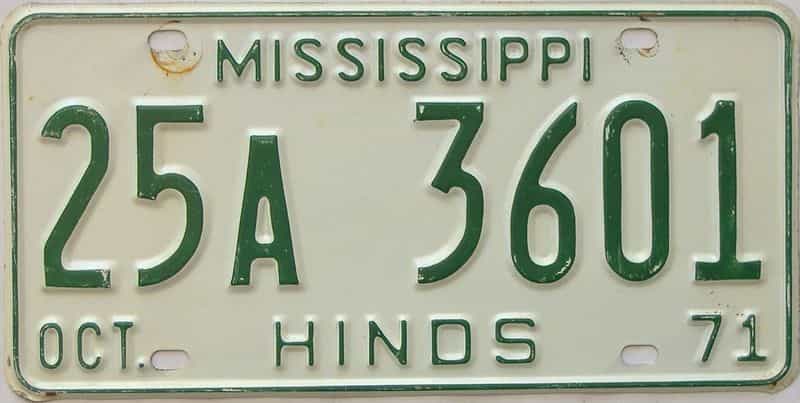 MISSISSIPPI
25A 3601
OCT. HINDS 71